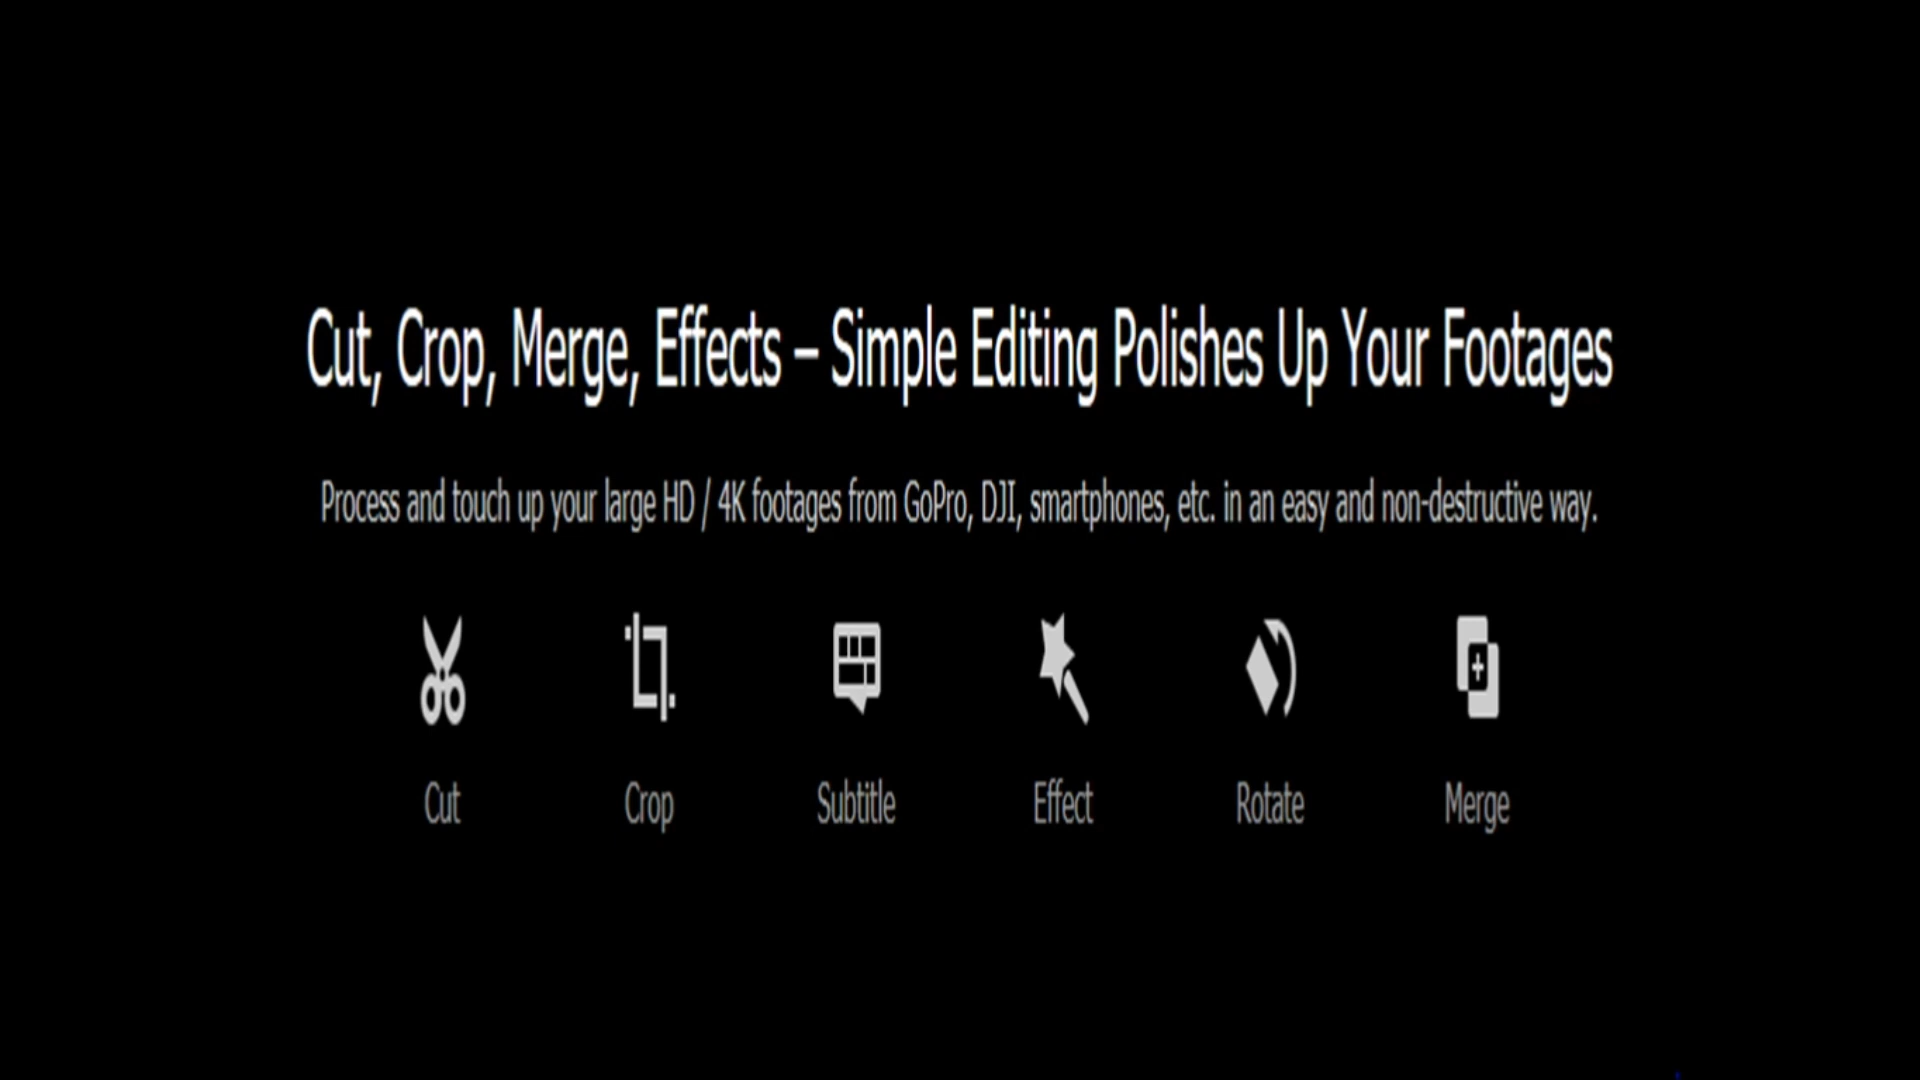 Cut, Crop, Merge, Effects – Simple Editing Polishes Up Your Footages
Process and touch up your large HD / 4K footages from GoPro, DJI, smartphones, etc. in an easy and non-destructive way.
Cut Crop Subtitle Effect Rotate Merge